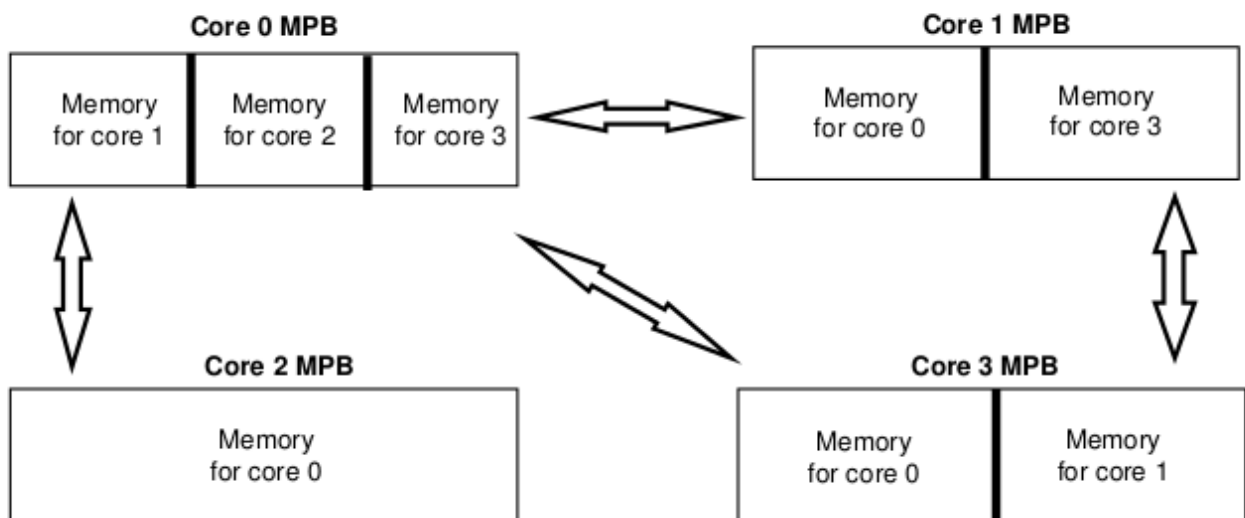 Core 0 MPB
Memory
for core 1
Memory
for core 2
Memory
for core 3
Core 1 MPB
Memory
for core 0
Memory
for core 3
Core 2 MPB
Memory
for core 0
Core 3 MPB
Memory
for core 0
Memory
for core 1